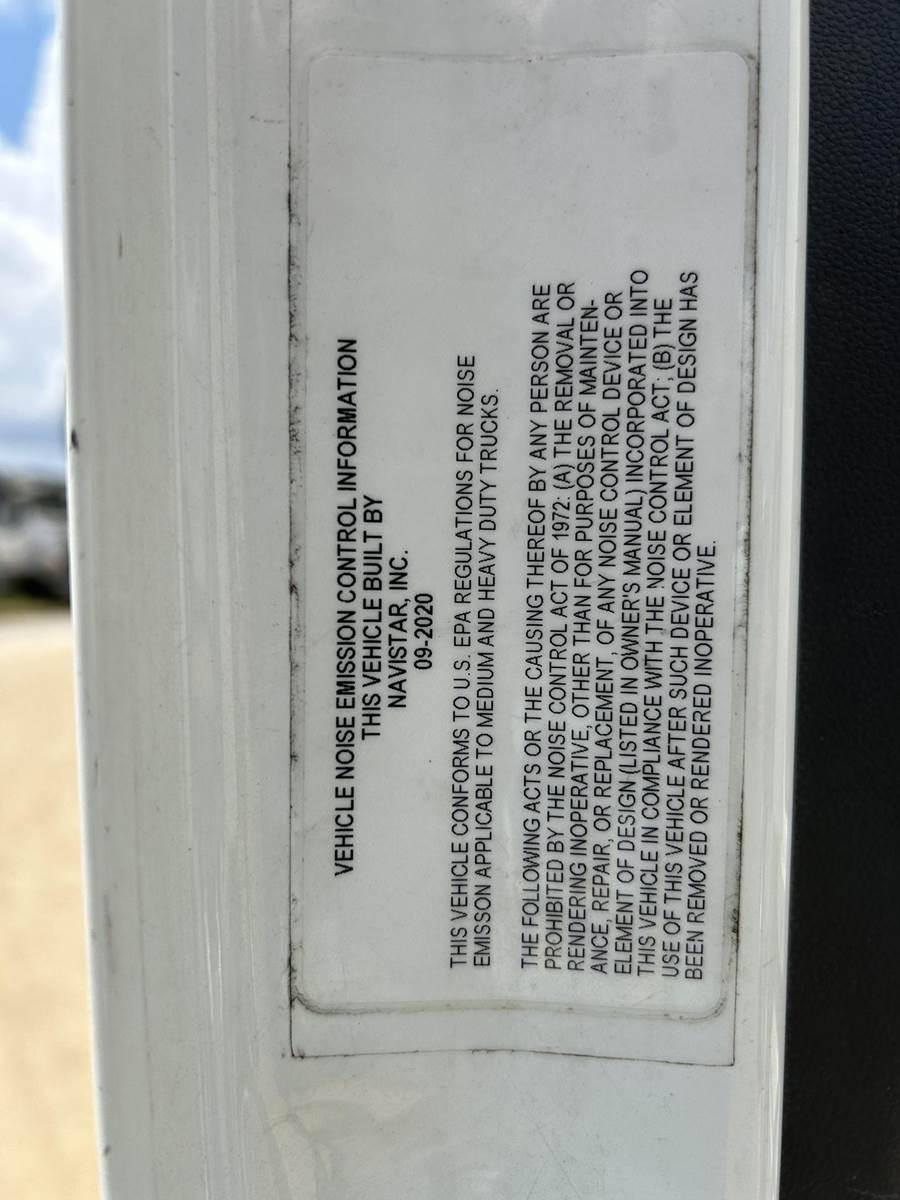 VEHICLE NOISE EMISSION CONTROL INFORMATION
THIS VEHICLE BUILT BY
NAVISTAR, INC.
09-2020
THIS VEHICLE CONFORMS TO U.S. EPA REGULATIONS FOR NOISE
EMISSON APPLICABLE TO MEDIUM AND HEAVY DUTY TRUCKS.
THE FOLLOWING ACTS OR THE CAUSING THEREOF BY ANY PERSON ARE
PROHIBITED BY THE NOISE CONTROL ACT OF 1972: (A) THE REMOVAL OR
RENDERING INOPERATIVE, OTHER THAN FOR PURPOSES OF MAINTEN-
ANCE, REPAIR, OR REPLACEMENT, OF ANY NOISE CONTROL DEVICE OR
ELEMENT OF DESIGN (LISTED IN OWNER'S MANUAL) INCORPORATED INTO
THIS VEHICLE IN COMPLIANCE WITH THE NOISE CONTROL ACT; (B) THE
USE OF THIS VEHICLE AFTER SUCH DEVICE OR ELEMENT OF DESIGN HAS
BEEN REMOVED OR RENDERED INOPERATIVE.